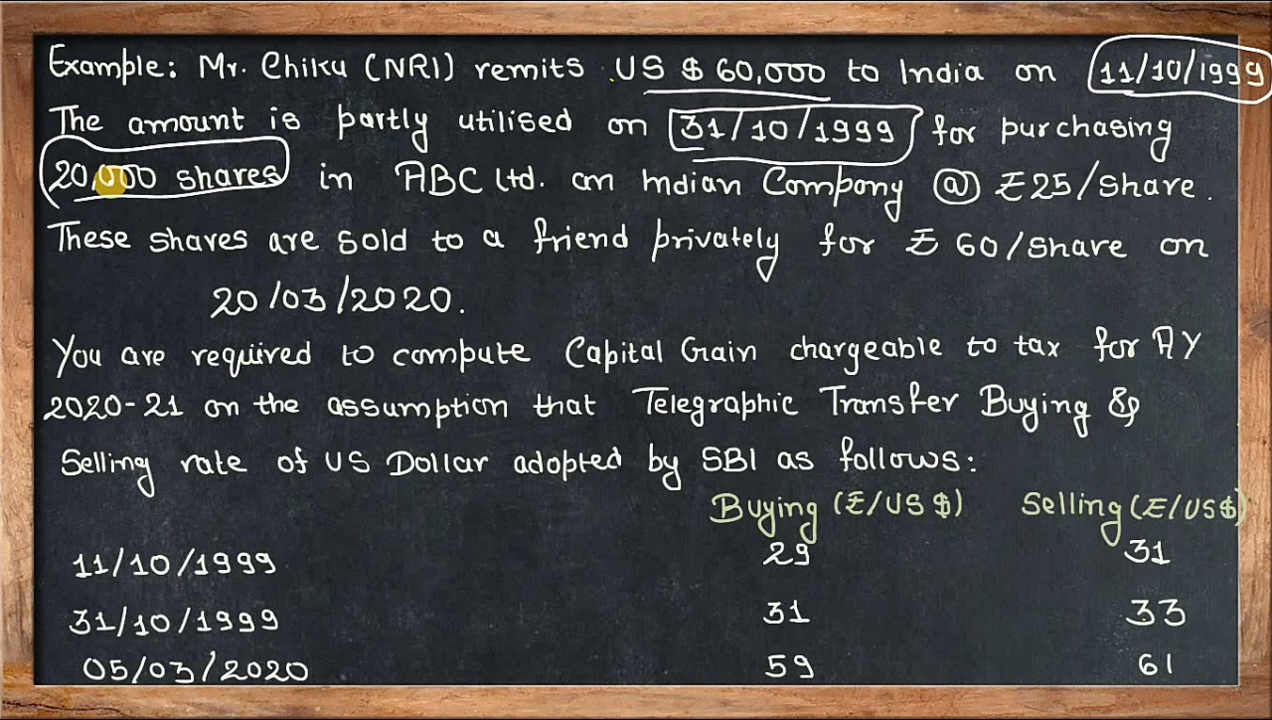 Example: Mr. Chiku (NRI) remits US $ 60,000 to India on 11/10/1999
The amount is partly utilised on 31/10/1999 for purchasing
20,000 shares in ABC Ltd. an Indian Company @ ₹25/share.
These shares are sold to a friend privately for ₹ 60/share on
20/03/2020.
You are required to compute Capital Gain chargeable to tax for AY
2020-21 on the assumption that Telegraphic Transfer Buying &
Selling rate of US Dollar adopted by SBI as follows:
Buying (₹/US $) Selling (₹/US$)
11/10/1999 29 31
31/10/1999 31 33
05/03/2020 59 61